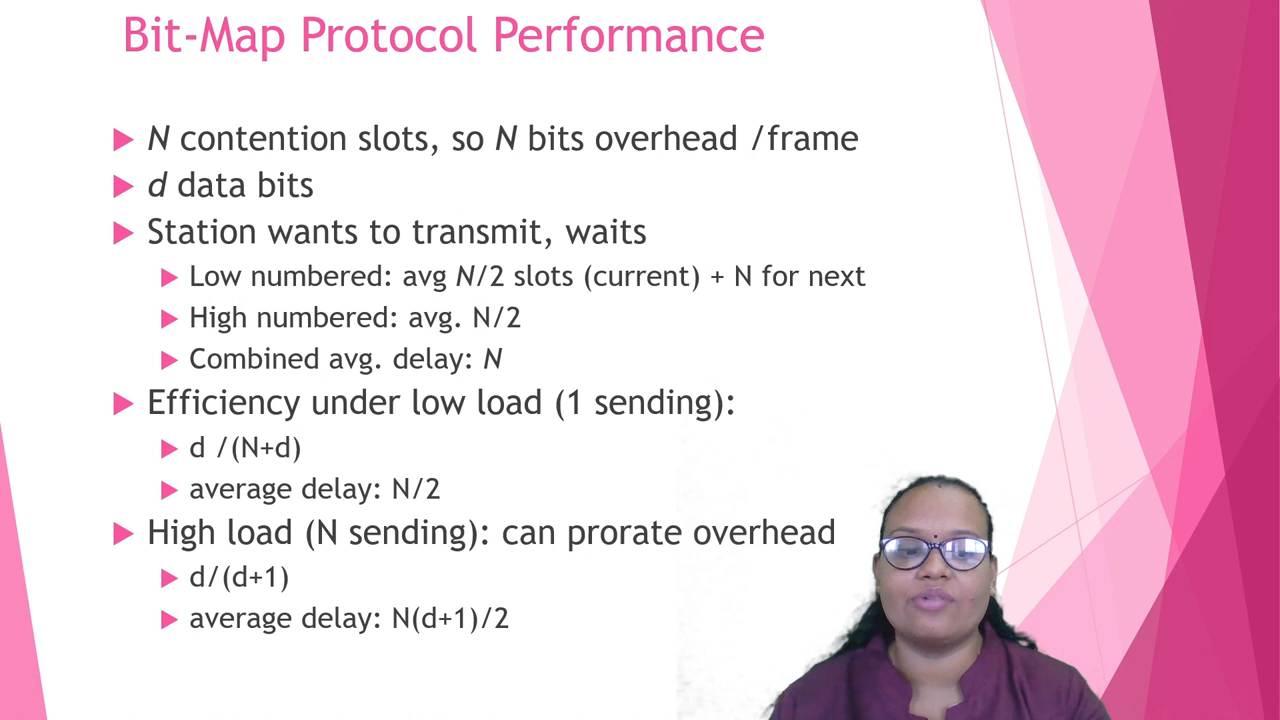 Bit-Map Protocol Performance
N contention slots, so N bits overhead /frame
d data bits
Station wants to transmit, waits
Low numbered: avg N/2 slots (current) + N for next
High numbered: avg. N/2
Combined avg. delay: N
Efficiency under low load (1 sending):
d /(N+d)
average delay: N/2
High load (N sending): can prorate overhead
d/(d+1)
average delay: N(d+1)/2